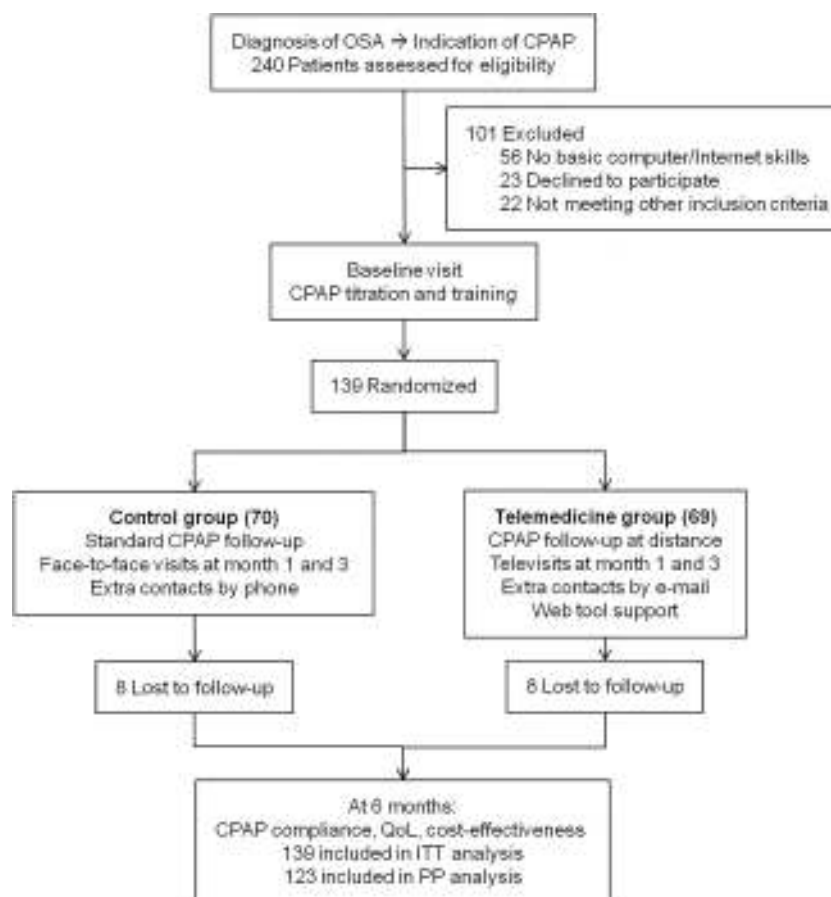 Diagnosis of OSA → Indication of CPAP
240 Patients assessed for eligibility
101 Excluded
56 No basic computer/Internet skills
23 Declined to participate
22 Not meeting other inclusion criteria
Baseline visit
CPAP titration and training
139 Randomized
Control group (70)
Standard CPAP follow-up
Face-to-face visits at month 1 and 3
Extra contacts by phone
Telemedicine group (69)
CPAP follow-up at distance
Televisits at month 1 and 3
Extra contacts by e-mail
Web tool support
8 Lost to follow-up
8 Lost to follow-up
At 6 months:
CPAP compliance, QoL, cost-effectiveness
139 included in ITT analysis
123 included in PP analysis